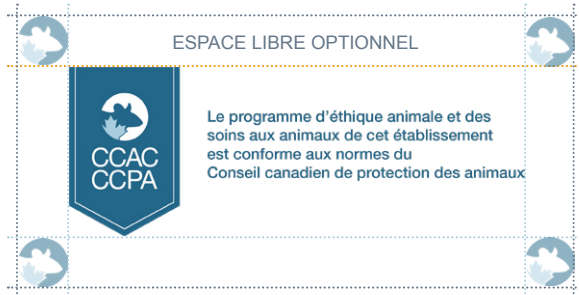 ESPACE LIBRE OPTIONNEL
CCAC
CCPA
Le programme d'éthique animale et des
soins aux animaux de cet établissement
est conforme aux normes du
Conseil canadien de protection des animaux